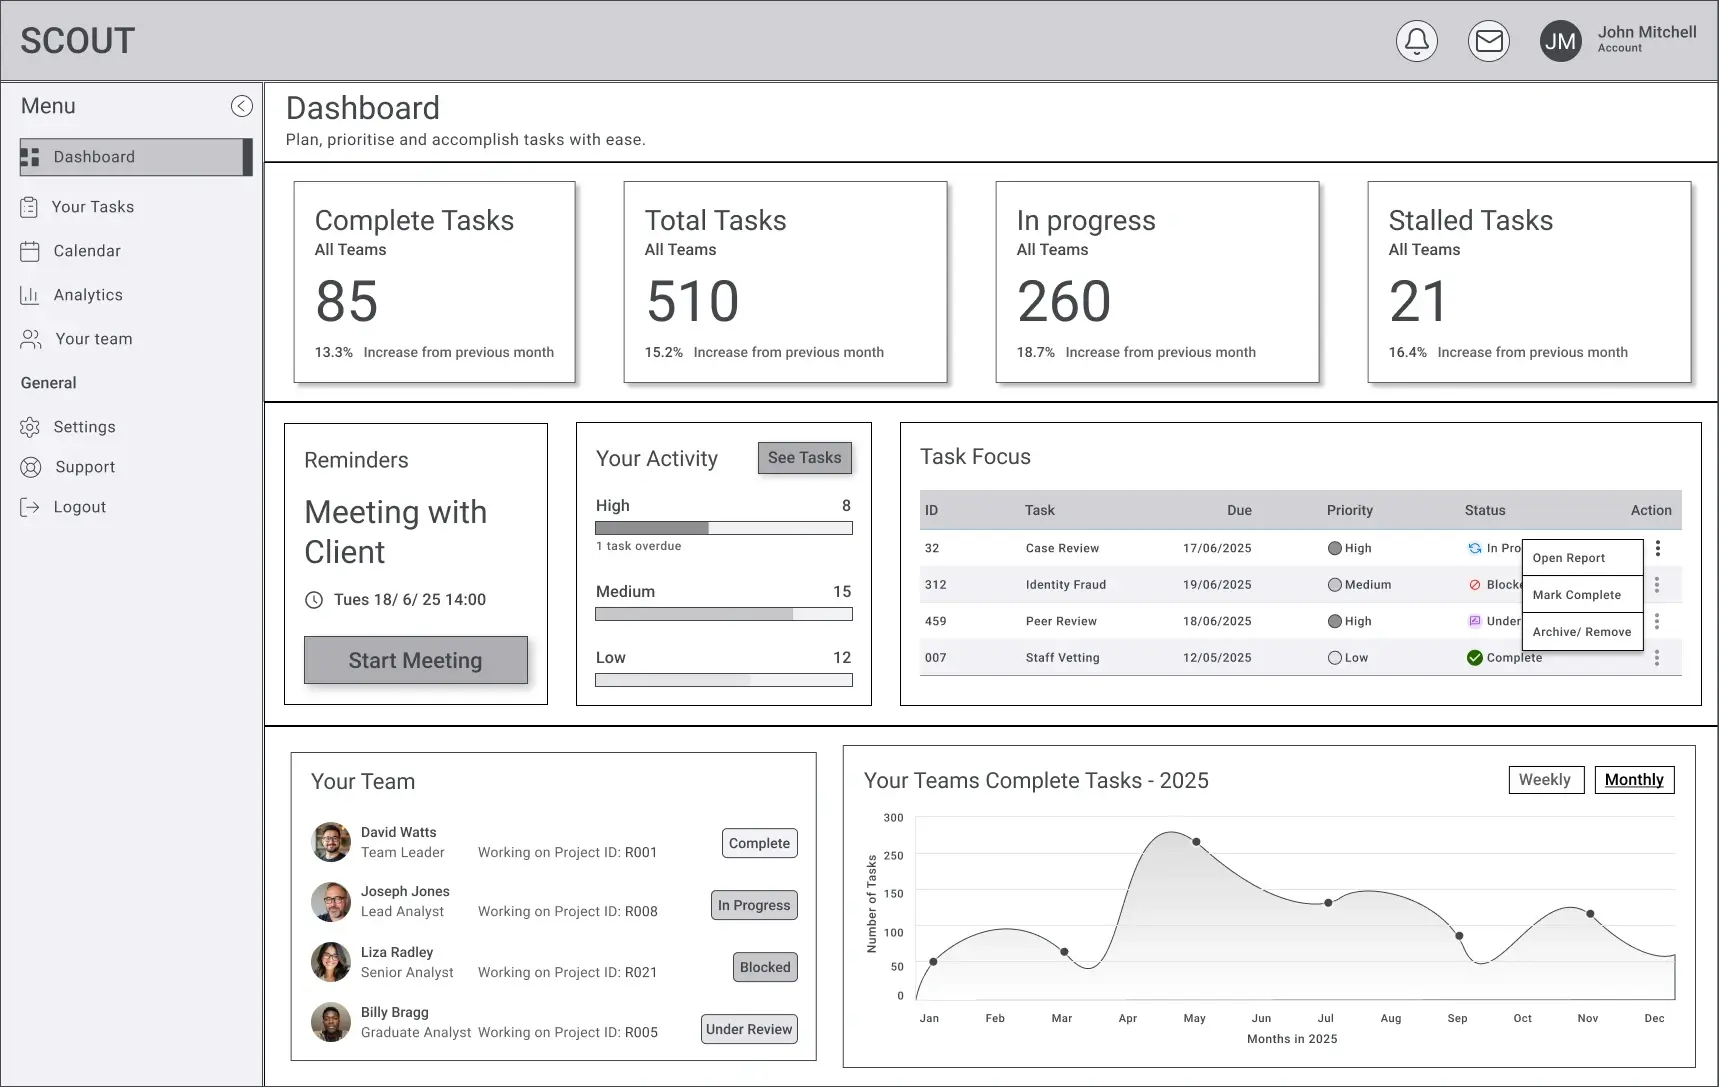 SCOUT
JM
John Mitchell
Account
Menu
Dashboard
Your Tasks
Calendar
Analytics
Your team
General
Settings
Support
Logout
Dashboard
Plan, prioritise and accomplish tasks with ease.
Complete Tasks
All Teams
85
13.3% Increase from previous month
Total Tasks
All Teams
510
15.2% Increase from previous month
In progress
All Teams
260
18.7% Increase from previous month
Stalled Tasks
All Teams
21
16.4% Increase from previous month
Reminders
Meeting with
Client
Tues 18/ 6/ 25 14:00
Start Meeting
Your Activity
See Tasks
High 8
1 task overdue
Medium 15
Low 12
Task Focus
ID Task Due Priority Status Action
32 Case Review 17/06/2025 High In Pro
312 Identity Fraud 19/06/2025 Medium Blocke
459 Peer Review 18/06/2025 High Under
007 Staff Vetting 12/05/2025 Low Complete
Open Report
Mark Complete
Archive/ Remove
Your Team
David Watts
Team Leader Working on Project ID: R001
Complete
Joseph Jones
Lead Analyst Working on Project ID: R008
In Progress
Liza Radley
Senior Analyst Working on Project ID: R021
Blocked
Billy Bragg
Graduate Analyst Working on Project ID: R005
Under Review
Your Teams Complete Tasks - 2025
Weekly
Monthly
Number of Tasks
300
250
150
100
50
0
Jan Feb Mar Apr May Jun Jul Aug Sep Oct Nov Dec
Months in 2025